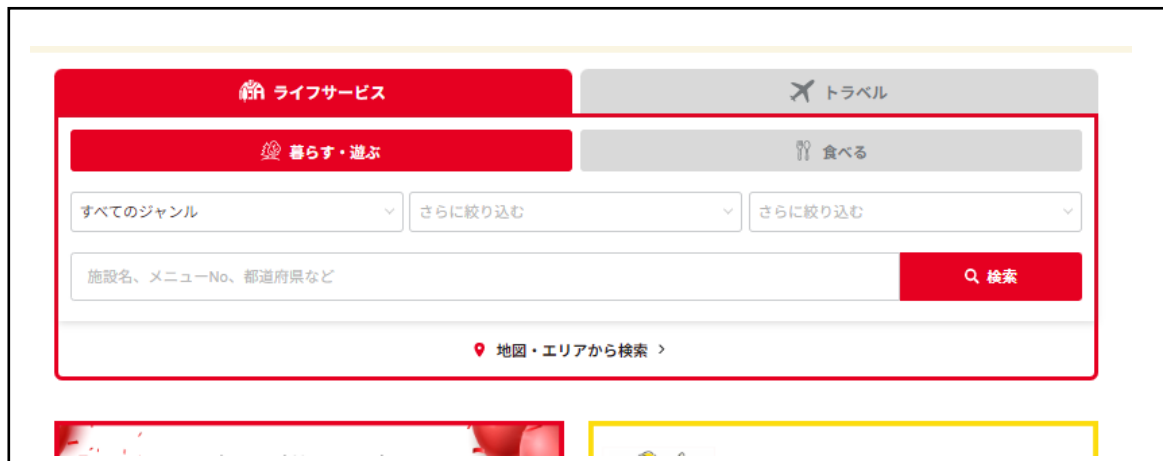 ライフサービス
トラベル
暮らす・遊ぶ
食べる
すべてのジャンル
さらに絞り込む
さらに絞り込む
施設名、メニューNo、都道府県など
検索
地図・エリアから検索